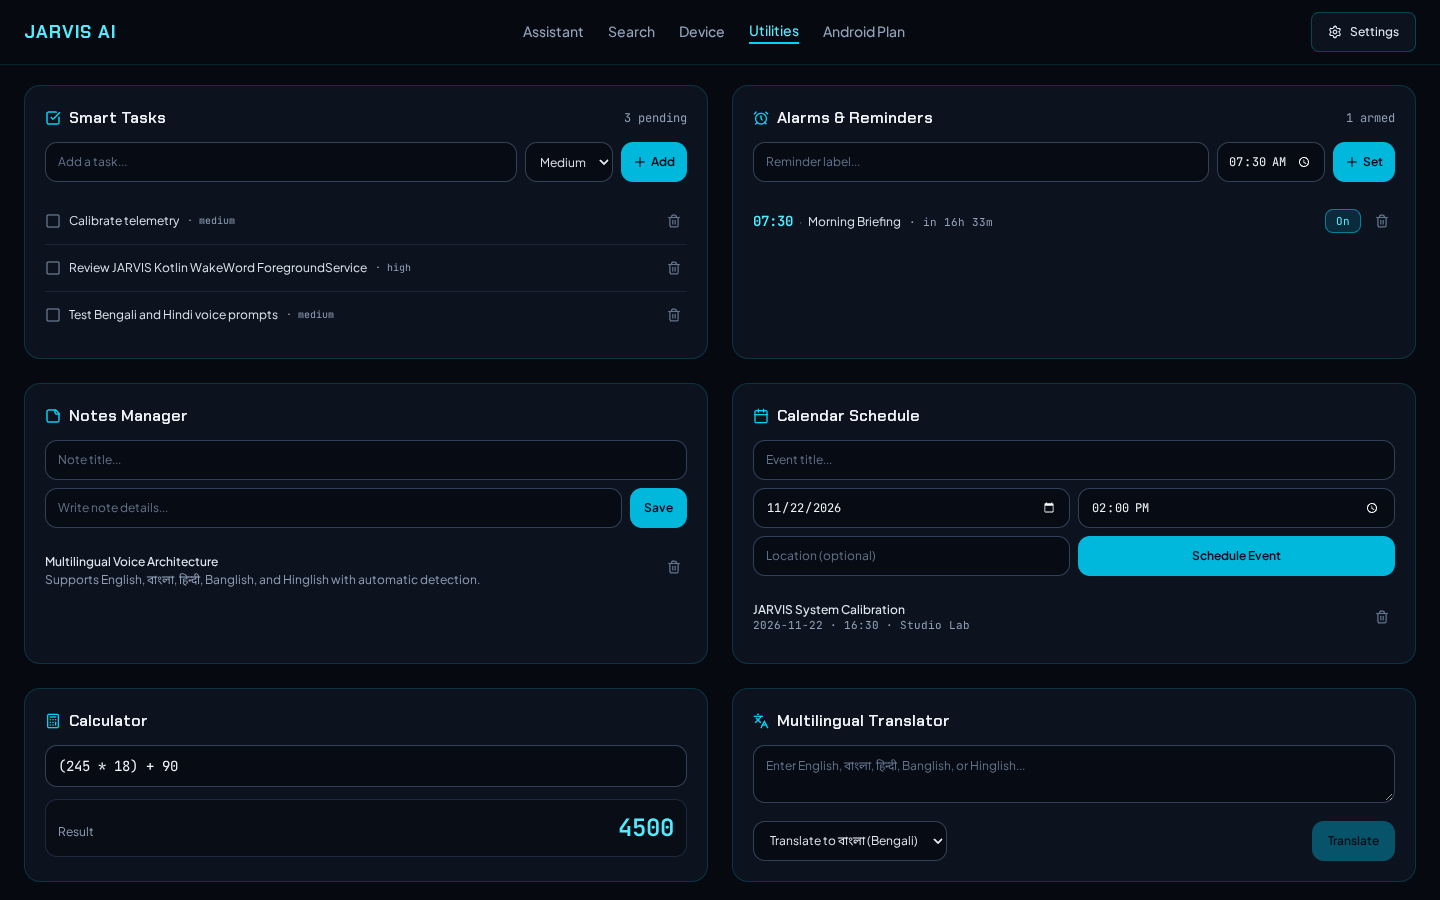 JARVIS AI
Assistant
Search
Device
Utilities
Android Plan
Settings
Smart Tasks
3 pending
Add a task...
Medium
+ Add
Calibrate telemetry · medium
Review JARVIS Kotlin WakeWord ForegroundService · high
Test Bengali and Hindi voice prompts · medium
Alarms & Reminders
1 armed
Reminder label...
07:30 AM
+ Set
07:30 · Morning Briefing · in 16h 33m
On
Notes Manager
Note title...
Write note details...
Save
Multilingual Voice Architecture
Supports English, বাংলা, हिन्दी, Banglish, and Hinglish with automatic detection.
Calendar Schedule
Event title...
11/22/2026
02:00 PM
Location (optional)
Schedule Event
JARVIS System Calibration
2026-11-22 · 16:30 · Studio Lab
Calculator
(245 * 18) + 90
Result
4500
Multilingual Translator
Enter English, বাংলা, हिन्दी, Banglish, or Hinglish...
Translate to বাংলা (Bengali)
Translate